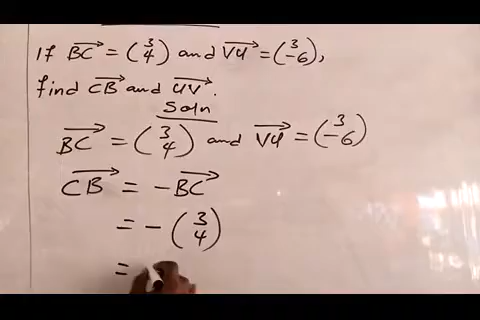 If BC→ = (3 4) and VU→ = (3 -6),
find CB→ and UV→.
Soln
BC→ = (3 4) and VU→ = (3 -6)
CB→ = -BC→
= -(3 4)
=